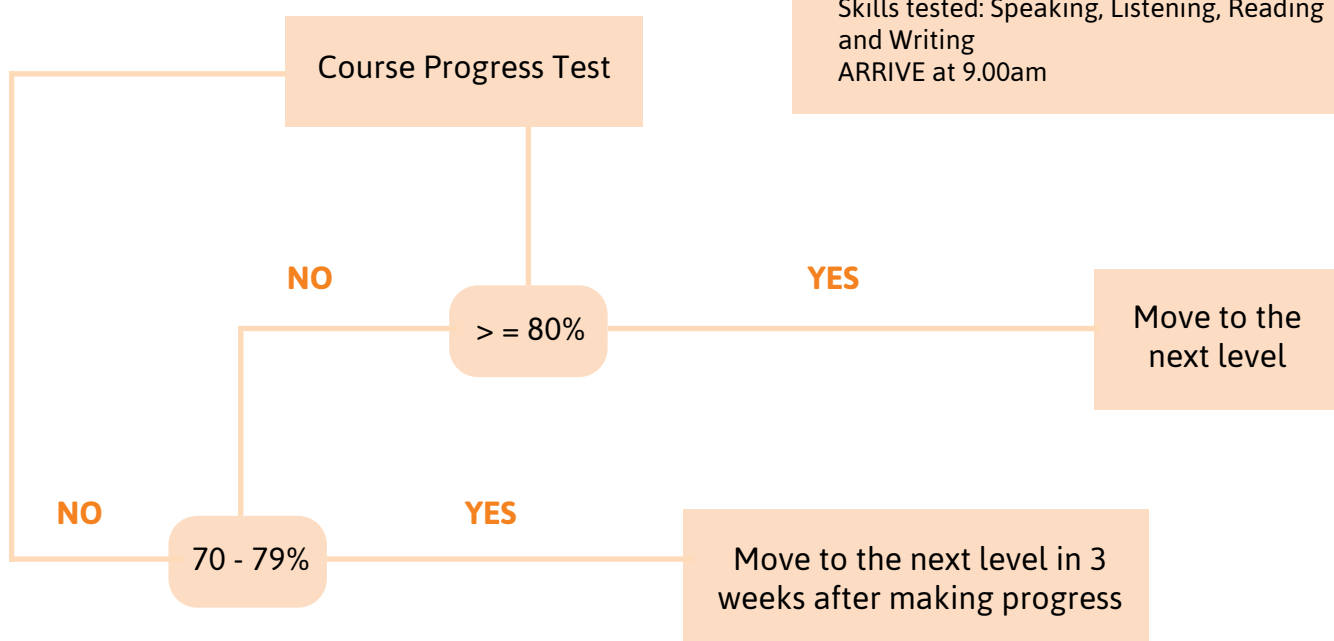 Skills tested: Speaking, Listening, Reading
and Writing
ARRIVE at 9.00am
Course Progress Test
NO
YES
> = 80%
Move to the
next level
NO
YES
70 - 79%
Move to the next level in 3
weeks after making progress